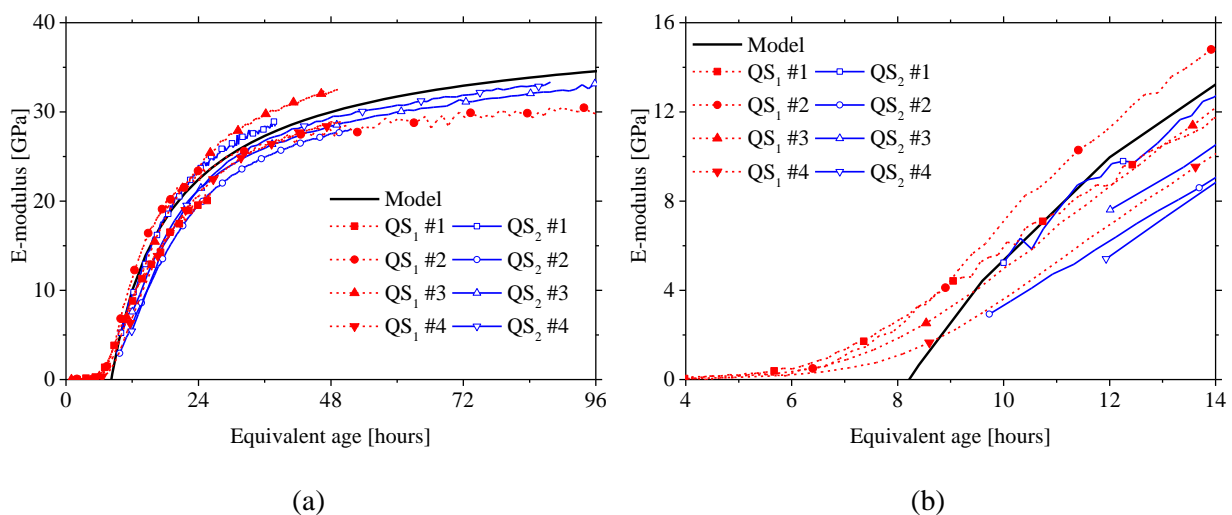 40
30
20
10
0
E-modulus [GPa]
0 24 48 72 96
Equivalent age [hours]
Model
QS1 #1 QS2 #1
QS1 #2 QS2 #2
QS1 #3 QS2 #3
QS1 #4 QS2 #4
(a)
16
12
8
4
0
E-modulus [GPa]
4 6 8 10 12 14
Equivalent age [hours]
Model
QS1 #1 QS2 #1
QS1 #2 QS2 #2
QS1 #3 QS2 #3
QS1 #4 QS2 #4
(b)